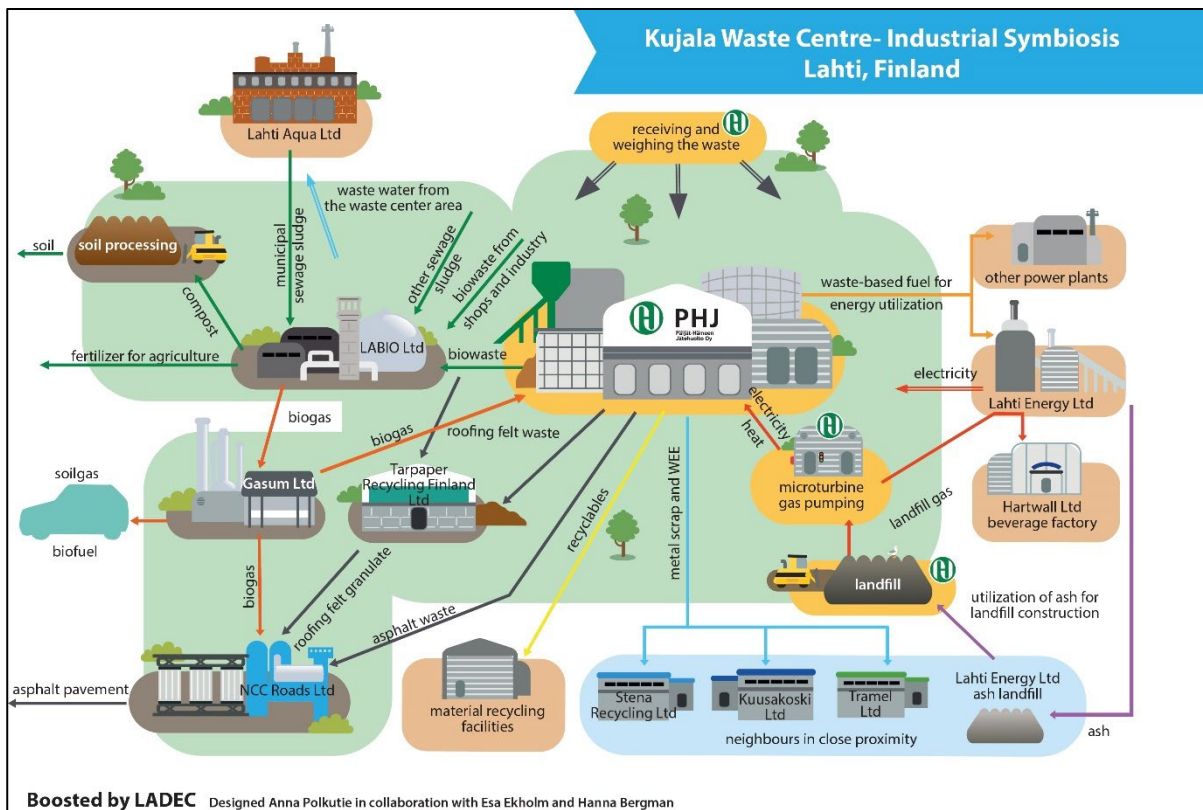 Kujala Waste Centre- Industrial Symbiosis
Lahti, Finland
Lahti Aqua Ltd
receiving and
weighing the waste
waste water from
the waste center area
municipal
sewage sludge
other sewage
sludge
biowaste from
shops and industry
soil
soil processing
compost
fertilizer for agriculture
LABIO Ltd
biowaste
PHJ
Päijät-Hämeen
Jätehuolto Oy
waste-based fuel for
energy utilization
other power plants
electricity
Lahti Energy Ltd
biogas
biogas
roofing felt waste
electricity
heat
microturbine
gas pumping
landfill gas
Hartwall Ltd
beverage factory
soilgas
biofuel
Gasum Ltd
Tarpaper
Recycling Finland
Ltd
recyclables
metal scrap and WEE
landfill
utilization of ash for
landfill construction
biogas
roofing felt granulate
asphalt waste
asphalt pavement
NCC Roads Ltd
material recycling
facilities
Stena
Recycling Ltd
Kuusakoski
Ltd
Tramel
Ltd
neighbours in close proximity
Lahti Energy Ltd
ash landfill
ash
Boosted by LADEC Designed Anna Polkutie in collaboration with Esa Ekholm and Hanna Bergman